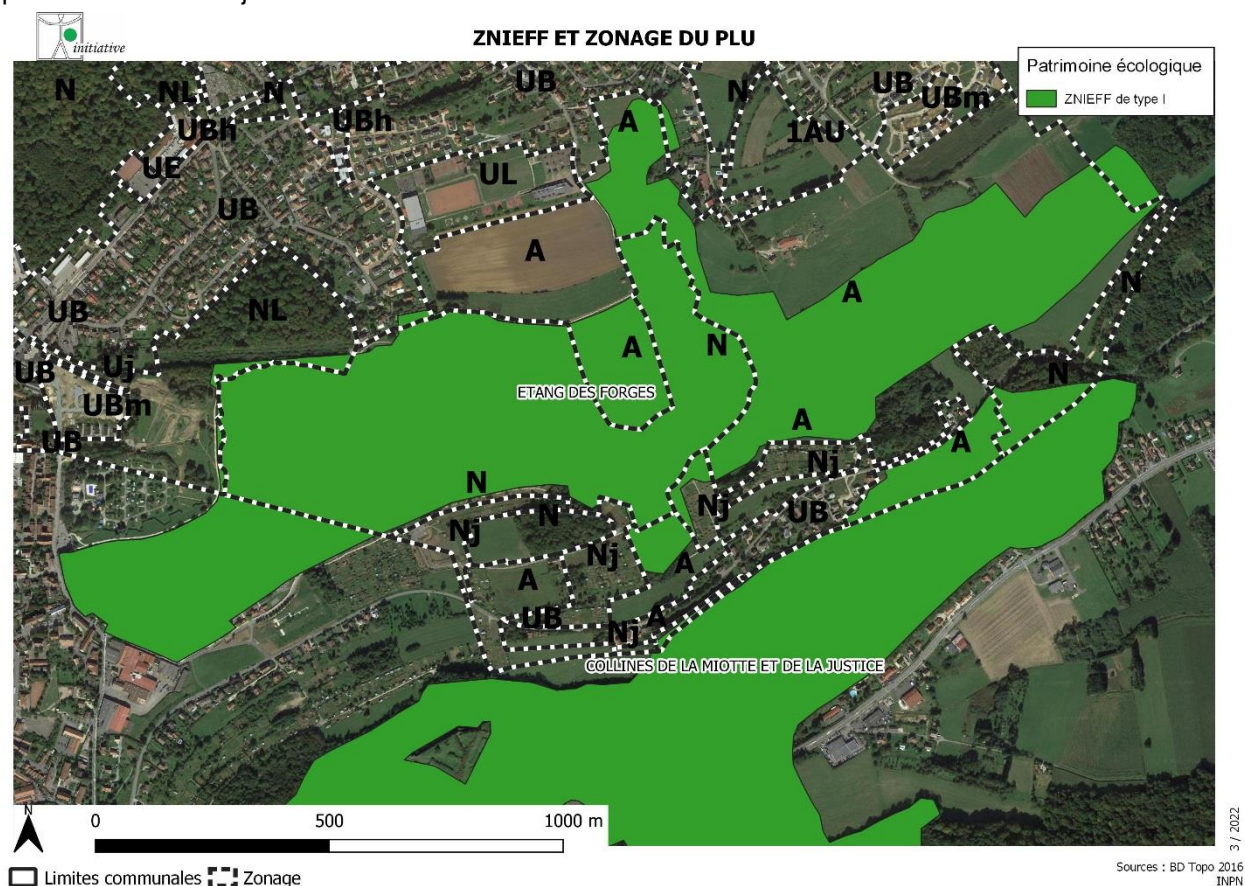 initiative
ZNIEFF ET ZONAGE DU PLU
Patrimoine écologique
ZNIEFF de type I
N
NL
N
UBh
UBh
UB
N
UB
UBm
A
1AU
UE
UL
UB
A
A
N
NL
UB
A
N
Uj
UB
UBm
ETANG DES FORGES
N
UB
A
A
Nj
N
Nj
UB
Nj
N
Nj
A
A
UB
Nj
A
COLLINES DE LA MIOTTE ET DE LA JUSTICE
N
0 500 1000 m
3 / 2022
Limites communales Zonage
Sources : BD Topo 2016
INPN